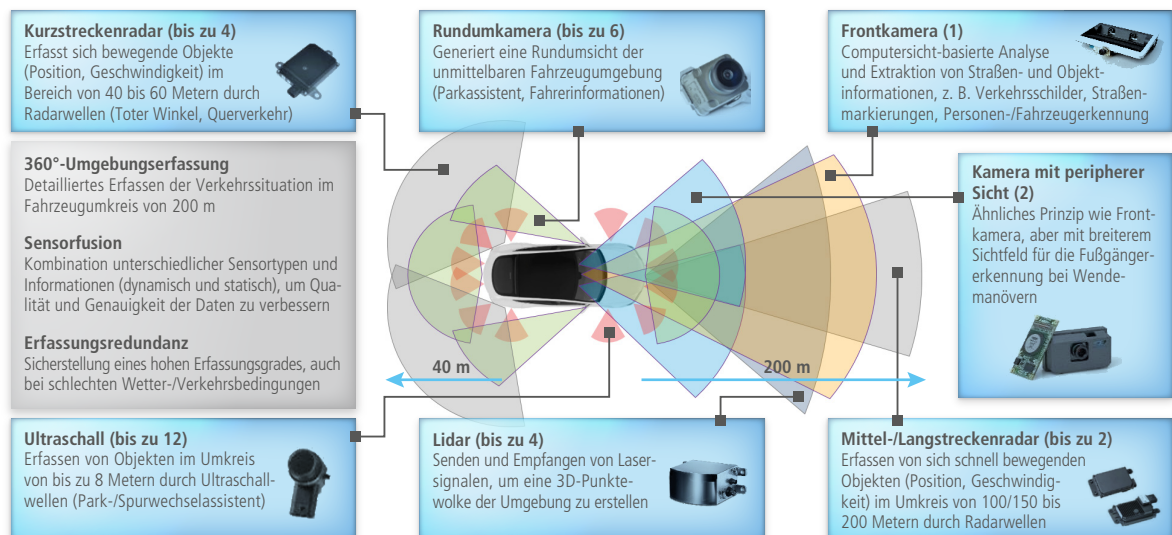 Kurzstreckenradar (bis zu 4)
Erfasst sich bewegende Objekte
(Position, Geschwindigkeit) im
Bereich von 40 bis 60 Metern durch
Radarwellen (Toter Winkel, Querverkehr)
Rundumkamera (bis zu 6)
Generiert eine Rundumsicht der
unmittelbaren Fahrzeugumgebung
(Parkassistent, Fahrerinformationen)
Frontkamera (1)
Computersicht-basierte Analyse
und Extraktion von Straßen- und Objekt-
informationen, z. B. Verkehrsschilder, Straßen-
markierungen, Personen-/Fahrzeugerkennung
360°-Umgebungserfassung
Detailliertes Erfassen der Verkehrssituation im
Fahrzeugumkreis von 200 m
Sensorfusion
Kombination unterschiedlicher Sensortypen und
Informationen (dynamisch und statisch), um Qua-
lität und Genauigkeit der Daten zu verbessern
Erfassungsredundanz
Sicherstellung eines hohen Erfassungsgrades, auch
bei schlechten Wetter-/Verkehrsbedingungen
Kamera mit peripherer
Sicht (2)
Ähnliches Prinzip wie Front-
kamera, aber mit breiterem
Sichtfeld für die Fußgänger-
erkennung bei Wende-
manövern
40 m
200 m
Ultraschall (bis zu 12)
Erfassen von Objekten im Umkreis
von bis zu 8 Metern durch Ultraschall-
wellen (Park-/Spurwechselassistent)
Lidar (bis zu 4)
Senden und Empfangen von Laser-
signalen, um eine 3D-Punkte-
wolke der Umgebung zu erstellen
Mittel-/Langstreckenradar (bis zu 2)
Erfassen von sich schnell bewegenden
Objekten (Position, Geschwindig-
keit) im Umkreis von 100/150 bis
200 Metern durch Radarwellen